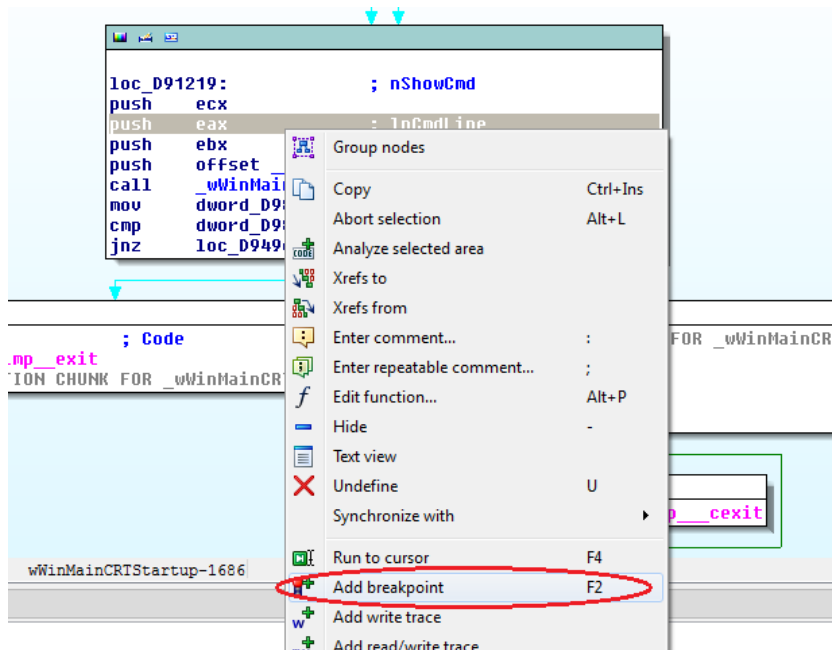 loc_D91219: ; nShowCmd
push ecx
push eax ; lpCmdLine
push ebx
push offset
call _wWinMai
mov dword_D9
cmp dword_D9
jnz loc_D949
Group nodes
Copy Ctrl+Ins
Abort selection Alt+L
Analyze selected area
Xrefs to
Xrefs from
; Code
Enter comment... :
FOR _wWinMainCR
mp__exit
Enter repeatable comment... ;
TION CHUNK FOR _wWinMainCR
Edit function... Alt+P
Hide -
Text view
Undefine U
Synchronize with
p___cexit
Run to cursor F4
wWinMainCRTStartup-1686
Add breakpoint F2
Add write trace
Add read/write trace